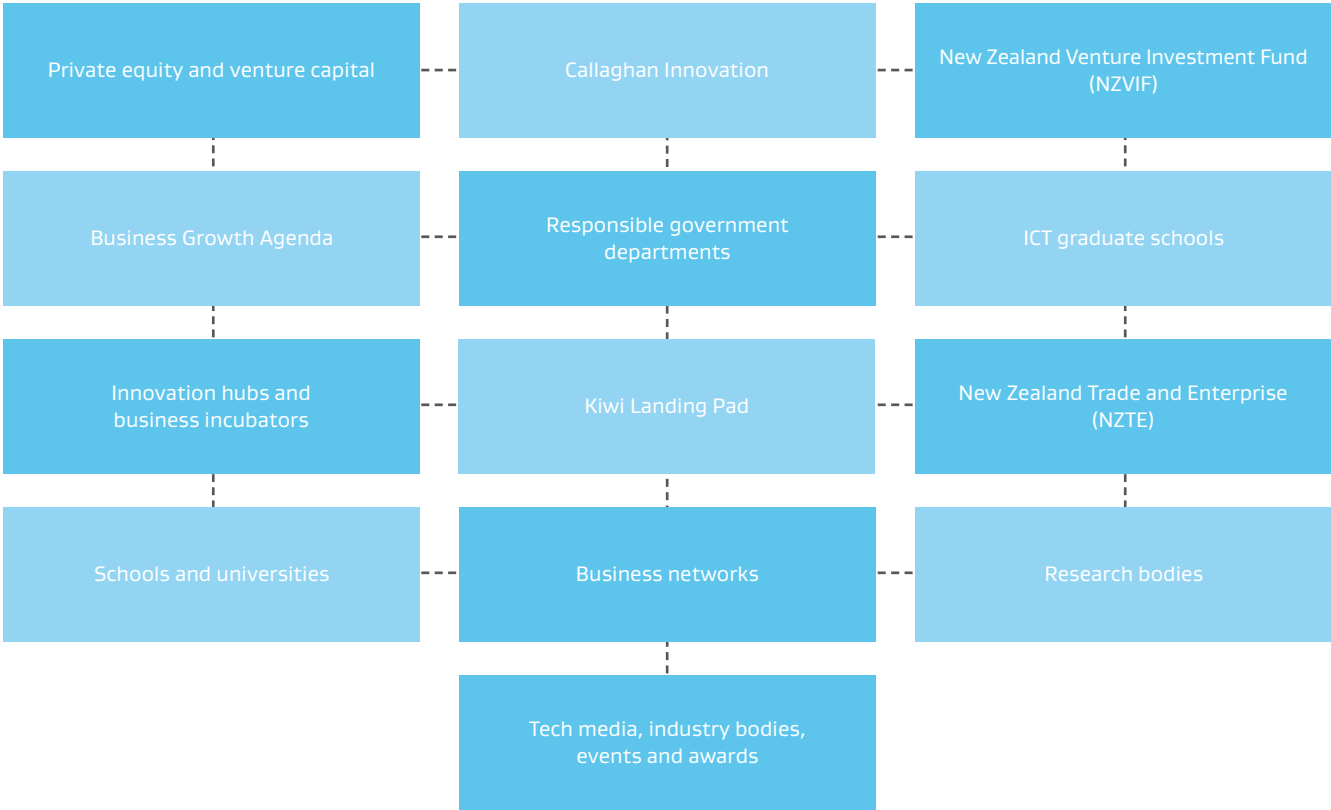 Private equity and venture capital
Callaghan Innovation
New Zealand Venture Investment Fund
(NZVIF)
Business Growth Agenda
Responsible government
departments
ICT graduate schools
Innovation hubs and
business incubators
Kiwi Landing Pad
New Zealand Trade and Enterprise
(NZTE)
Schools and universities
Business networks
Research bodies
Tech media, industry bodies,
events and awards